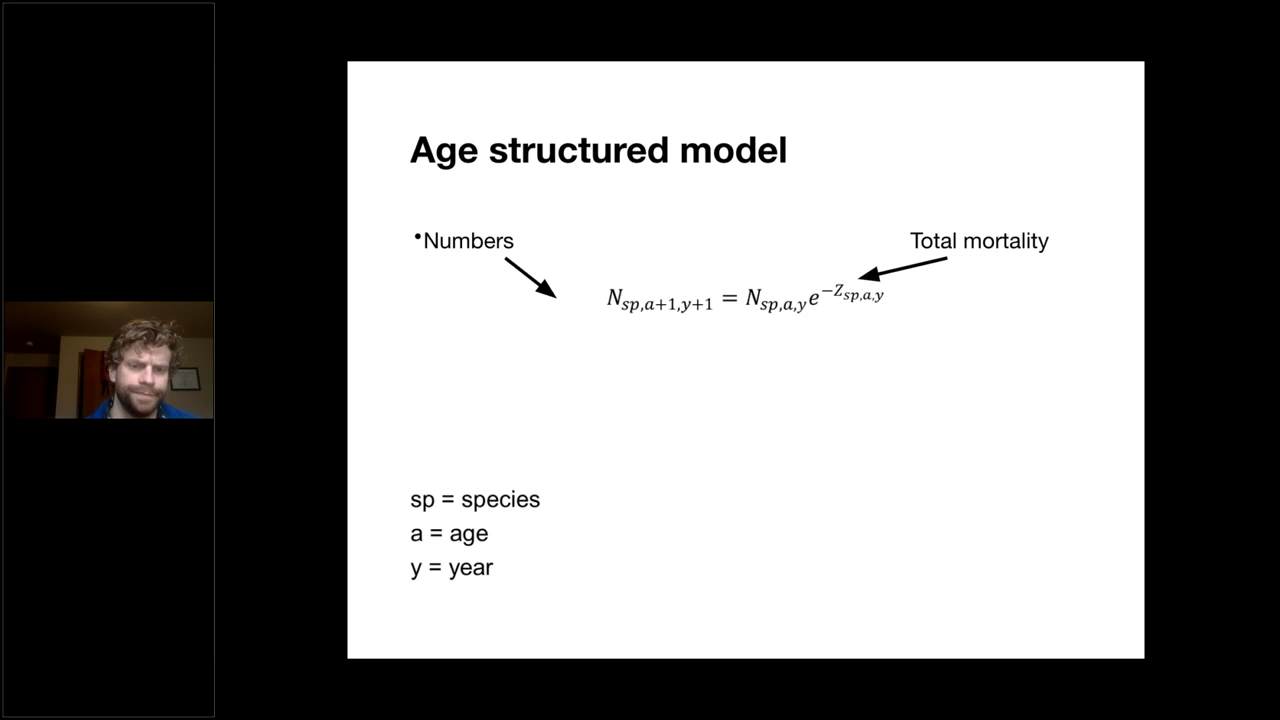 Age structured model
•Numbers
Total mortality
N_{sp,a+1,y+1} = N_{sp,a,y}e^{-Z_{sp,a,y}}
sp = species
a = age
y = year